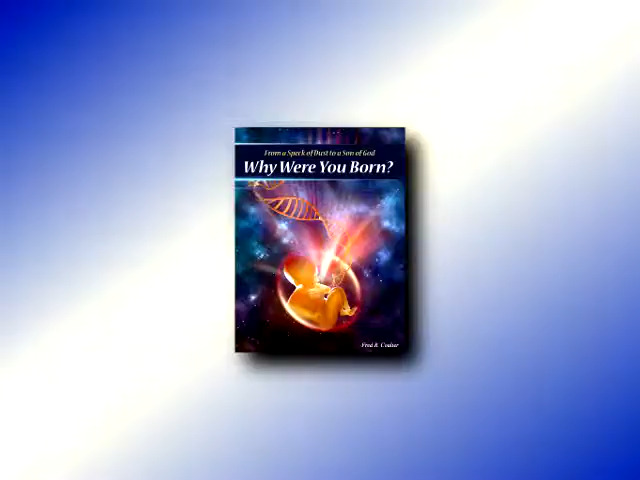 From a Speck of Dust to a Son of God
Why Were You Born?
Fred R. Coulter